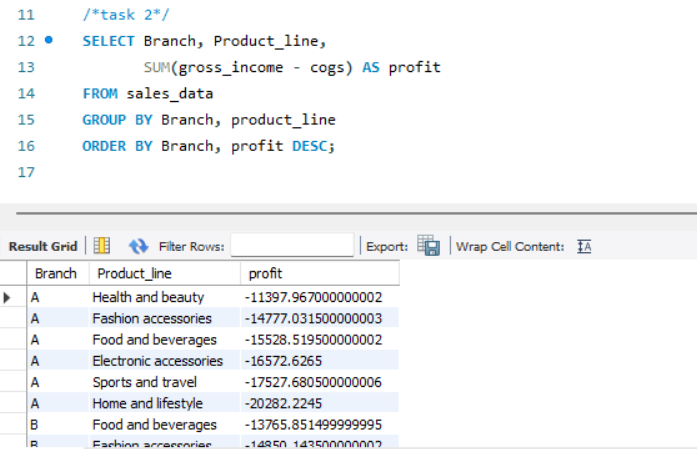 11 /*task 2*/
12 SELECT Branch, Product_line,
13 SUM(gross_income - cogs) AS profit
14 FROM sales_data
15 GROUP BY Branch, product_line
16 ORDER BY Branch, profit DESC;
17
Result Grid Filter Rows: Export: Wrap Cell Content: IA
Branch Product_line profit
A Health and beauty -11397.967000000002
A Fashion accessories -14777.031500000003
A Food and beverages -15528.519500000002
A Electronic accessories -16572.6265
A Sports and travel -17527.680500000006
A Home and lifestyle -20282.2245
B Food and beverages -13765.851499999995
B Fashion accessories -14850.143500000002